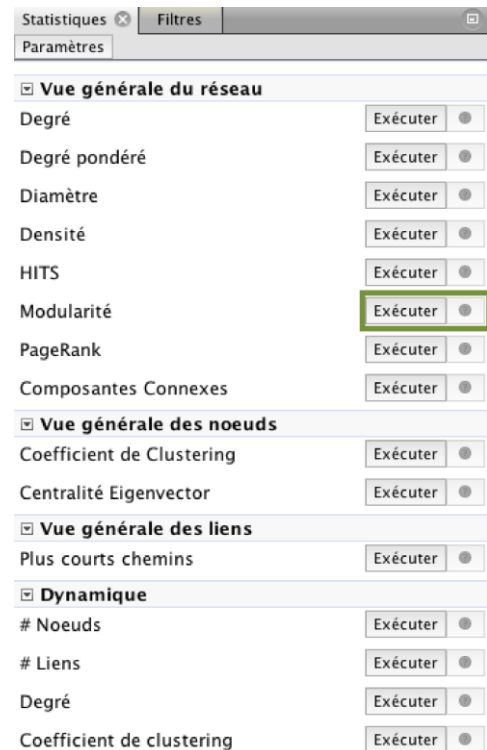 Statistiques Filtres
Paramètres
Vue générale du réseau
Degré Exécuter
Degré pondéré Exécuter
Diamètre Exécuter
Densité Exécuter
HITS Exécuter
Modularité Exécuter
PageRank Exécuter
Composantes Connexes Exécuter
Vue générale des noeuds
Coefficient de Clustering Exécuter
Centralité Eigenvector Exécuter
Vue générale des liens
Plus courts chemins Exécuter
Dynamique
# Noeuds Exécuter
# Liens Exécuter
Degré Exécuter
Coefficient de clustering Exécuter